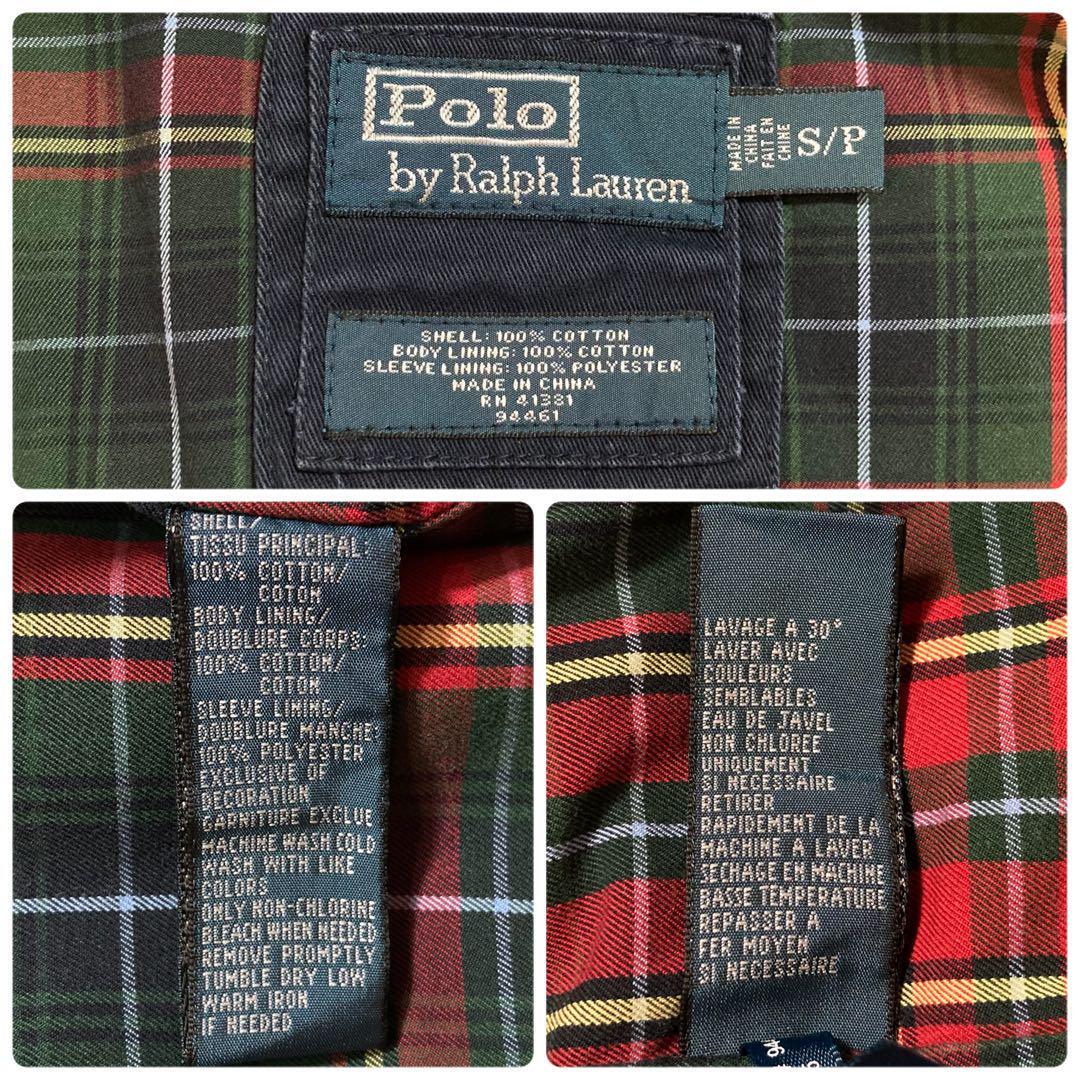 Polo
by Ralph Lauren
MADE IN
CHINA
FAIT EN
CHINE
S/P
SHELL: 100% COTTON
BODY LINING: 100% COTTON
SLEEVE LINING: 100% POLYESTER
MADE IN CHINA
RN 41381
94461
SHELL/
TISSU PRINCIPAL:
100% COTTON/
COTON
BODY LINING/
DOUBLURE CORPS:
100% COTTON/
COTON
SLEEVE LINING/
DOUBLURE MANCHE:
100% POLYESTER
EXCLUSIVE OF
DECORATION
GARNITURE EXCLUE
MACHINE WASH COLD
WASH WITH LIKE
COLORS
ONLY NON-CHLORINE
BLEACH WHEN NEEDED
REMOVE PROMPTLY
TUMBLE DRY LOW
WARM IRON
IF NEEDED
LAVAGE A 30°
LAVER AVEC
COULEURS
SEMBLABLES
EAU DE JAVEL
NON CHLOREE
UNIQUEMENT
SI NECESSAIRE
RETIRER
RAPIDEMENT DE LA
MACHINE A LAVER
SECHAGE EN MACHINE
BASSE TEMPERATURE
REPASSER A
FER MOYEN
SI NECESSAIRE